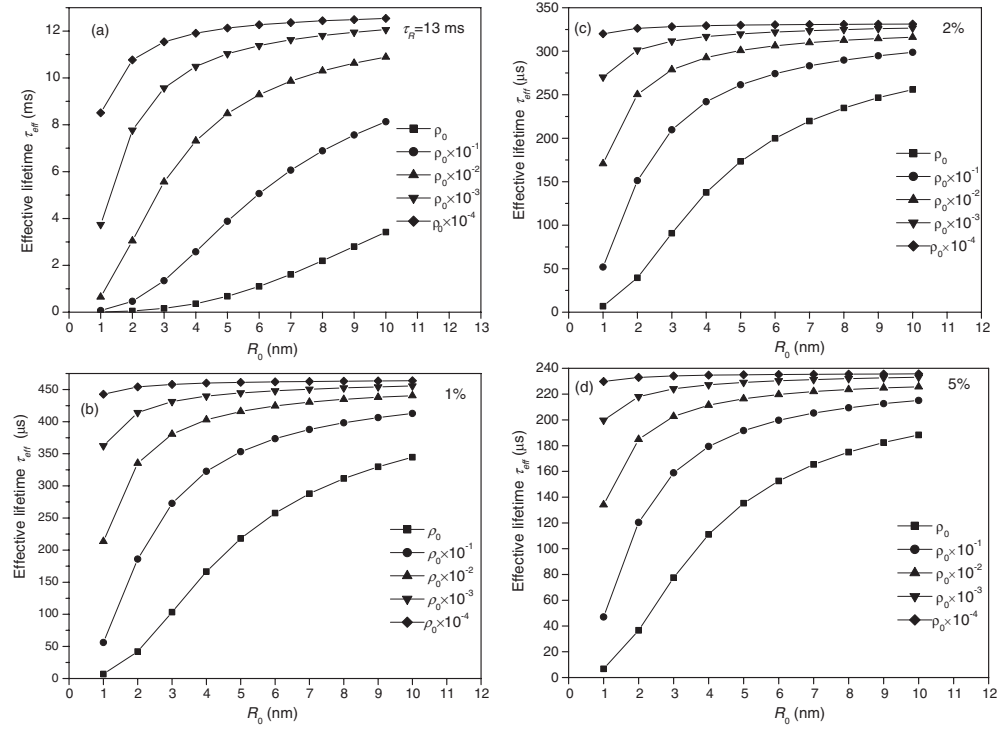 (a)
τR=13 ms
12
10
8
6
4
2
0
Effective lifetime τeff (ms)
ρ0
ρ0×10-1
ρ0×10-2
ρ0×10-3
ρ0×10-4
0 1 2 3 4 5 6 7 8 9 10 11 12 13
R0 (nm)
(c)
2%
350
300
250
200
150
100
50
0
Effective lifetime τeff (µs)
ρ0
ρ0×10-1
ρ0×10-2
ρ0×10-3
ρ0×10-4
0 1 2 3 4 5 6 7 8 9 10 11 12
R0 (nm)
(b)
1%
450
400
350
300
250
200
150
100
50
0
Effective lifetime τeff (µs)
ρ0
ρ0×10-1
ρ0×10-2
ρ0×10-3
ρ0×10-4
0 1 2 3 4 5 6 7 8 9 10 11 12
R0 (nm)
(d)
5%
240
220
200
180
160
140
120
100
80
60
40
20
0
Effective lifetime τeff (µs)
ρ0
ρ0×10-1
ρ0×10-2
ρ0×10-3
ρ0×10-4
0 1 2 3 4 5 6 7 8 9 10 11 12
R0 (nm)